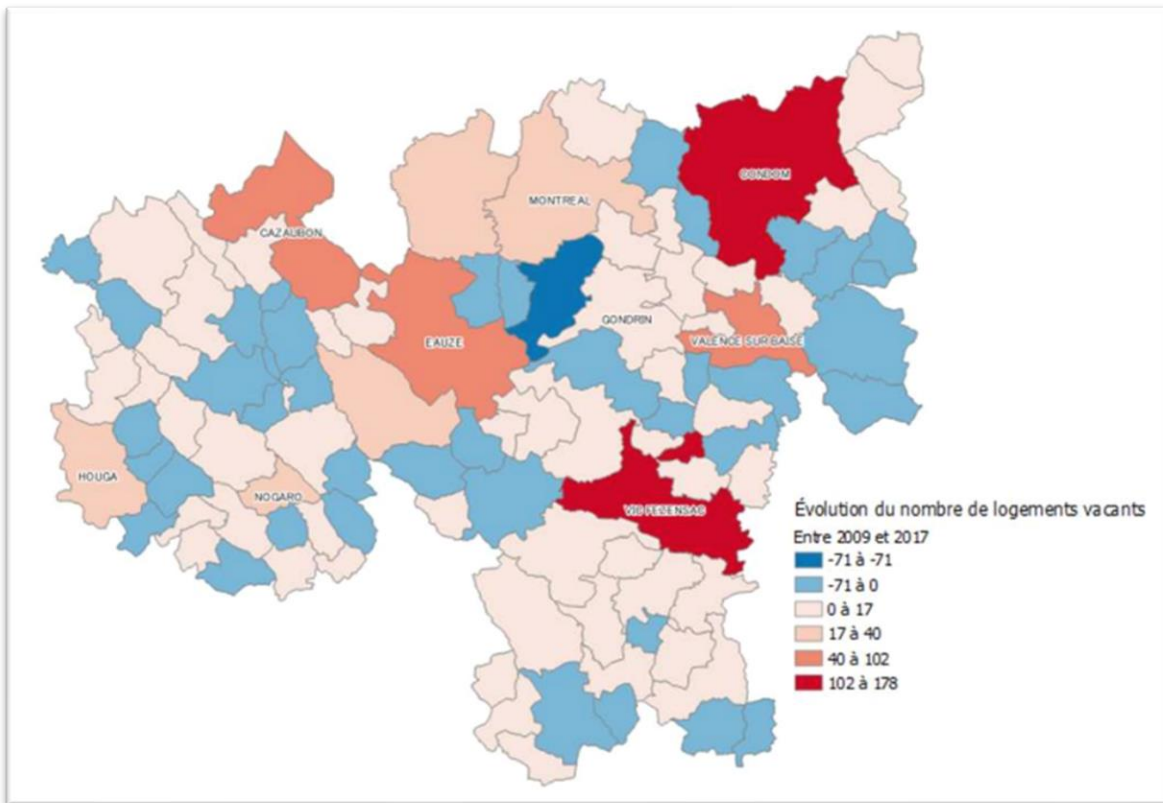 CONDOM
MONTREAL
CAZAUBON
GONDRIN
EAUZE
VALENCE SUR BAISE
HOUGA
NOGARO
VIC FEZENSAC
Évolution du nombre de logements vacants
Entre 2009 et 2017
-71 à -71
-71 à 0
0 à 17
17 à 40
40 à 102
102 à 178